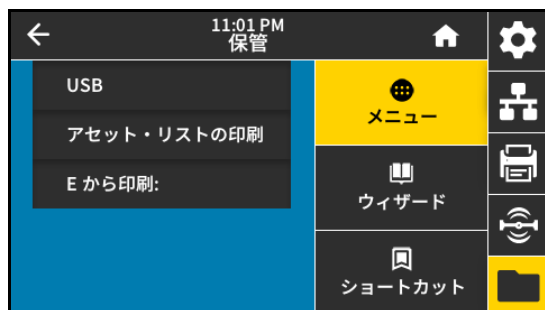 11:01 PM
保管
USB
アセット・リストの印刷
E から印刷:
メニュー
ウィザード
ショートカット